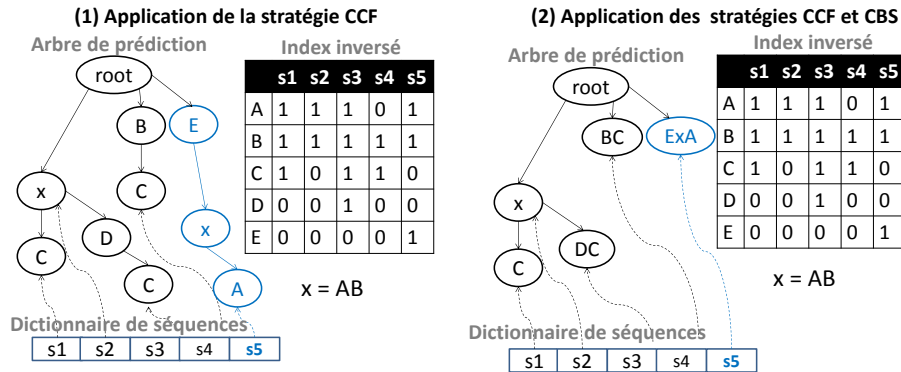 (1) Application de la stratégie CCF
Arbre de prédiction
Index inversé
root
B
E
x
C
x
C
D
C
A
s1 s2 s3 s4 s5
A 1 1 1 0 1
B 1 1 1 1 1
C 1 0 1 1 0
D 0 0 1 0 0
E 0 0 0 0 1
x = AB
Dictionnaire de séquences
s1 s2 s3 s4 s5
(2) Application des stratégies CCF et CBS
Arbre de prédiction
Index inversé
root
BC
ExA
x
C
DC
s1 s2 s3 s4 s5
A 1 1 1 0 1
B 1 1 1 1 1
C 1 0 1 1 0
D 0 0 1 0 0
E 0 0 0 0 1
x = AB
Dictionnaire de séquences
s1 s2 s3 s4 s5